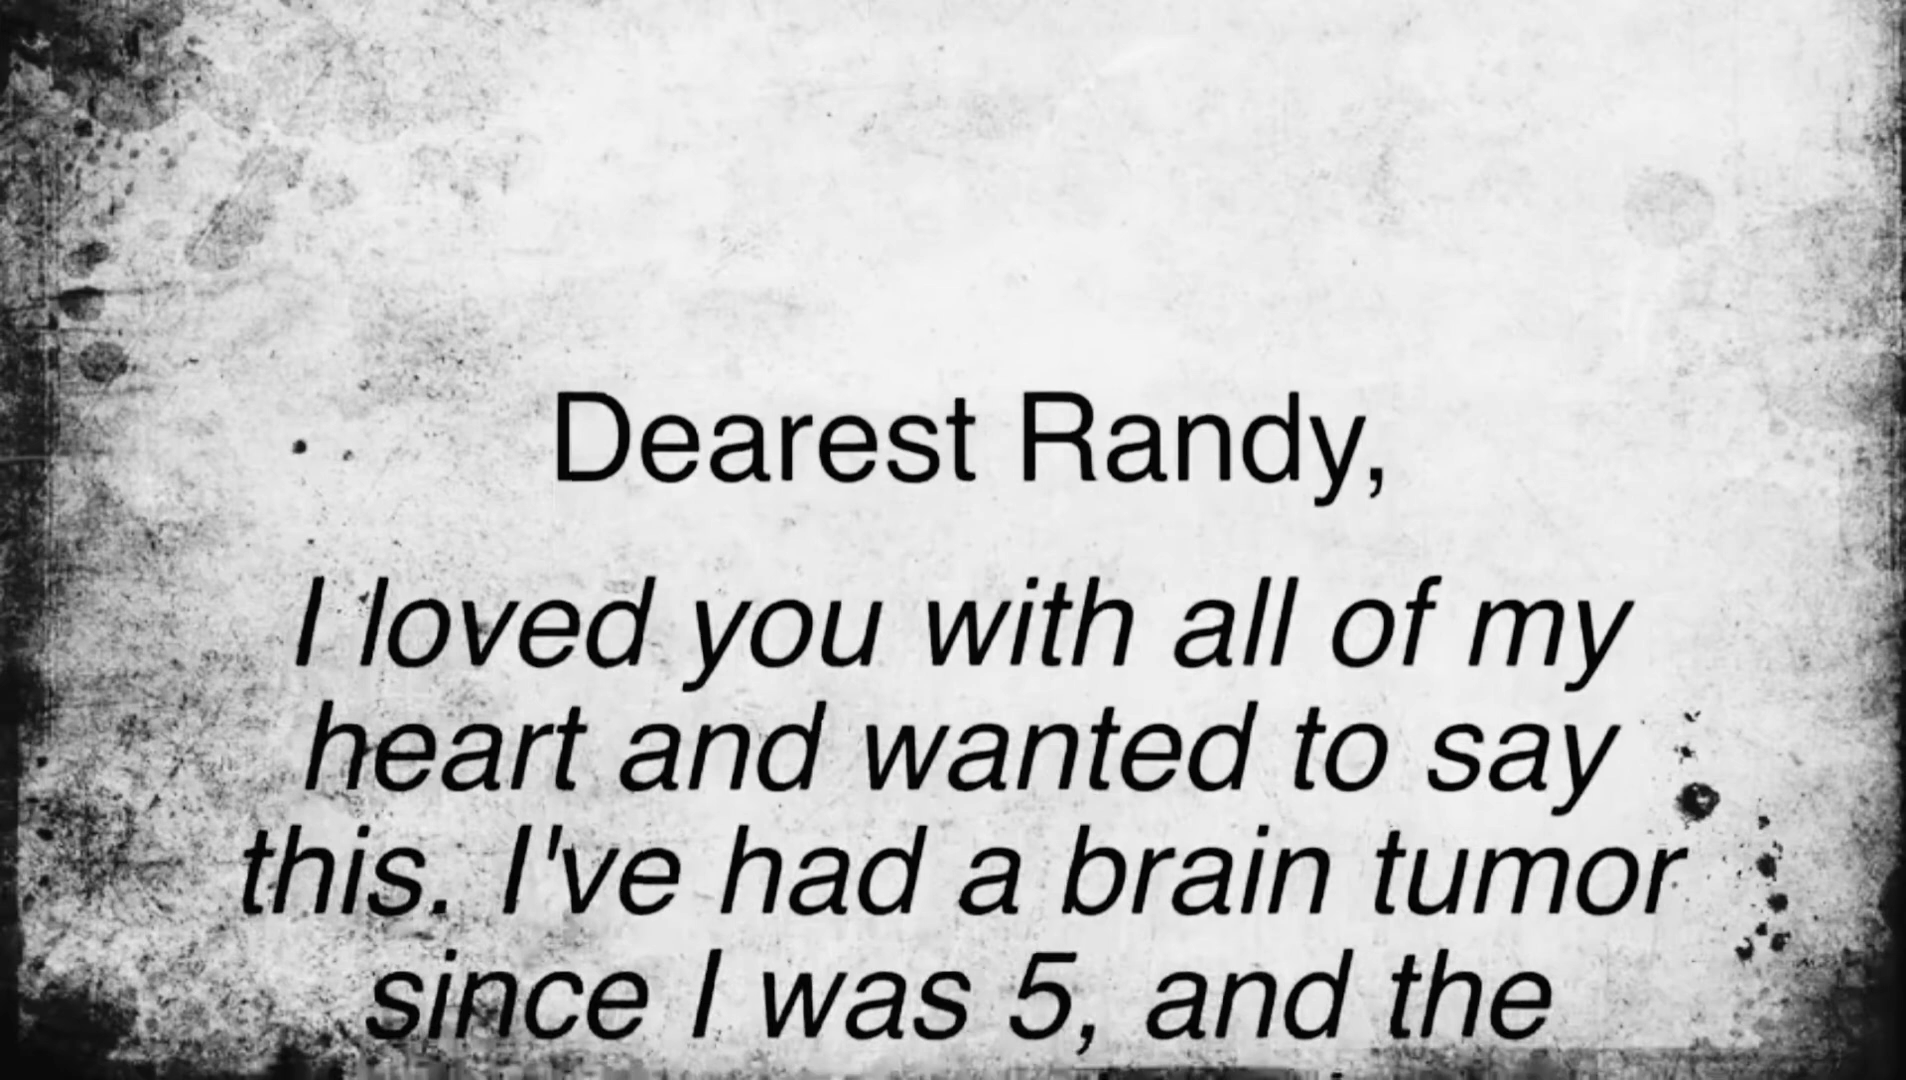 Dearest Randy,
I loved you with all of my
heart and wanted to say
this. I've had a brain tumor
since I was 5, and the